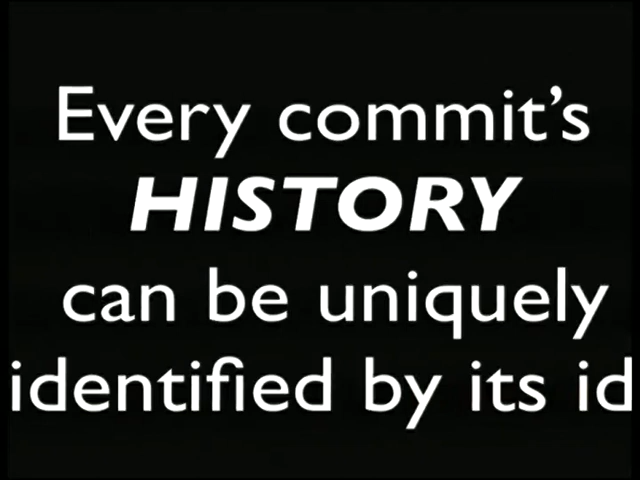 Every commit’s
HISTORY
can be uniquely
identified by its id